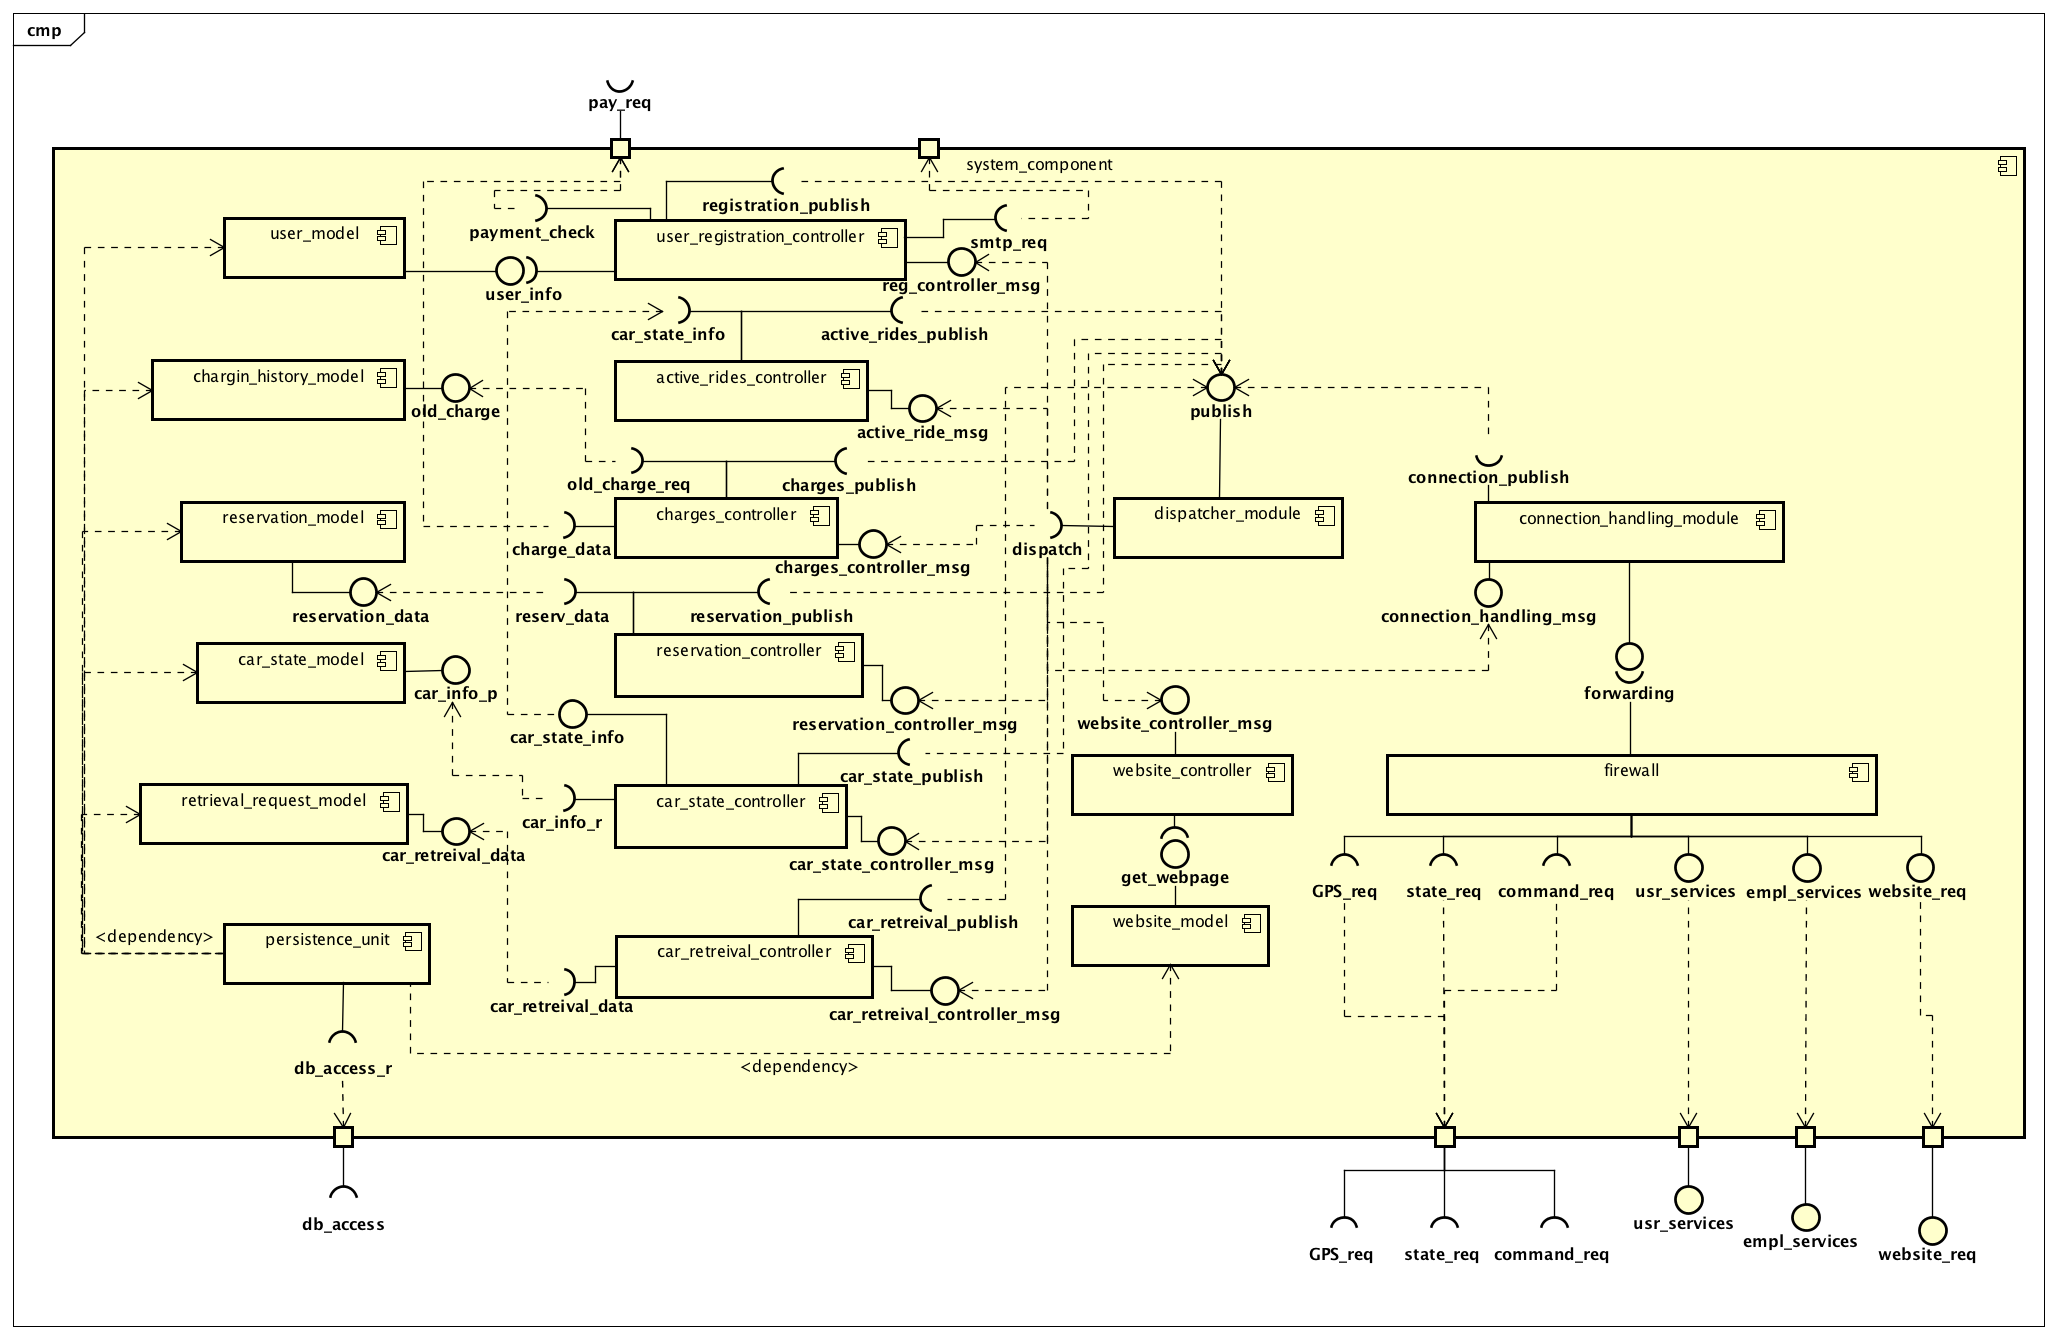 cmp
pay_req
system_component
registration_publish
payment_check
user_model
user_registration_controller
smtp_req
user_info
reg_controller_msg
car_state_info
active_rides_publish
chargin_history_model
active_rides_controller
old_charge
publish
active_ride_msg
old_charge_req
charges_publish
connection_publish
reservation_model
charges_controller
dispatcher_module
connection_handling_module
charge_data
dispatch
charges_controller_msg
reservation_data
reserv_data
reservation_publish
connection_handling_msg
car_state_model
reservation_controller
car_info_p
forwarding
reservation_controller_msg
website_controller_msg
car_state_info
car_state_publish
website_controller
firewall
retrieval_request_model
car_state_controller
car_info_r
car_retreival_data
car_state_controller_msg
get_webpage
GPS_req
state_req
command_req
usr_services
empl_services
website_req
car_retreival_publish
website_model
<dependency>
persistence_unit
car_retreival_controller
car_retreival_data
car_retreival_controller_msg
db_access_r
<dependency>
db_access
usr_services
empl_services
GPS_req
state_req
command_req
website_req